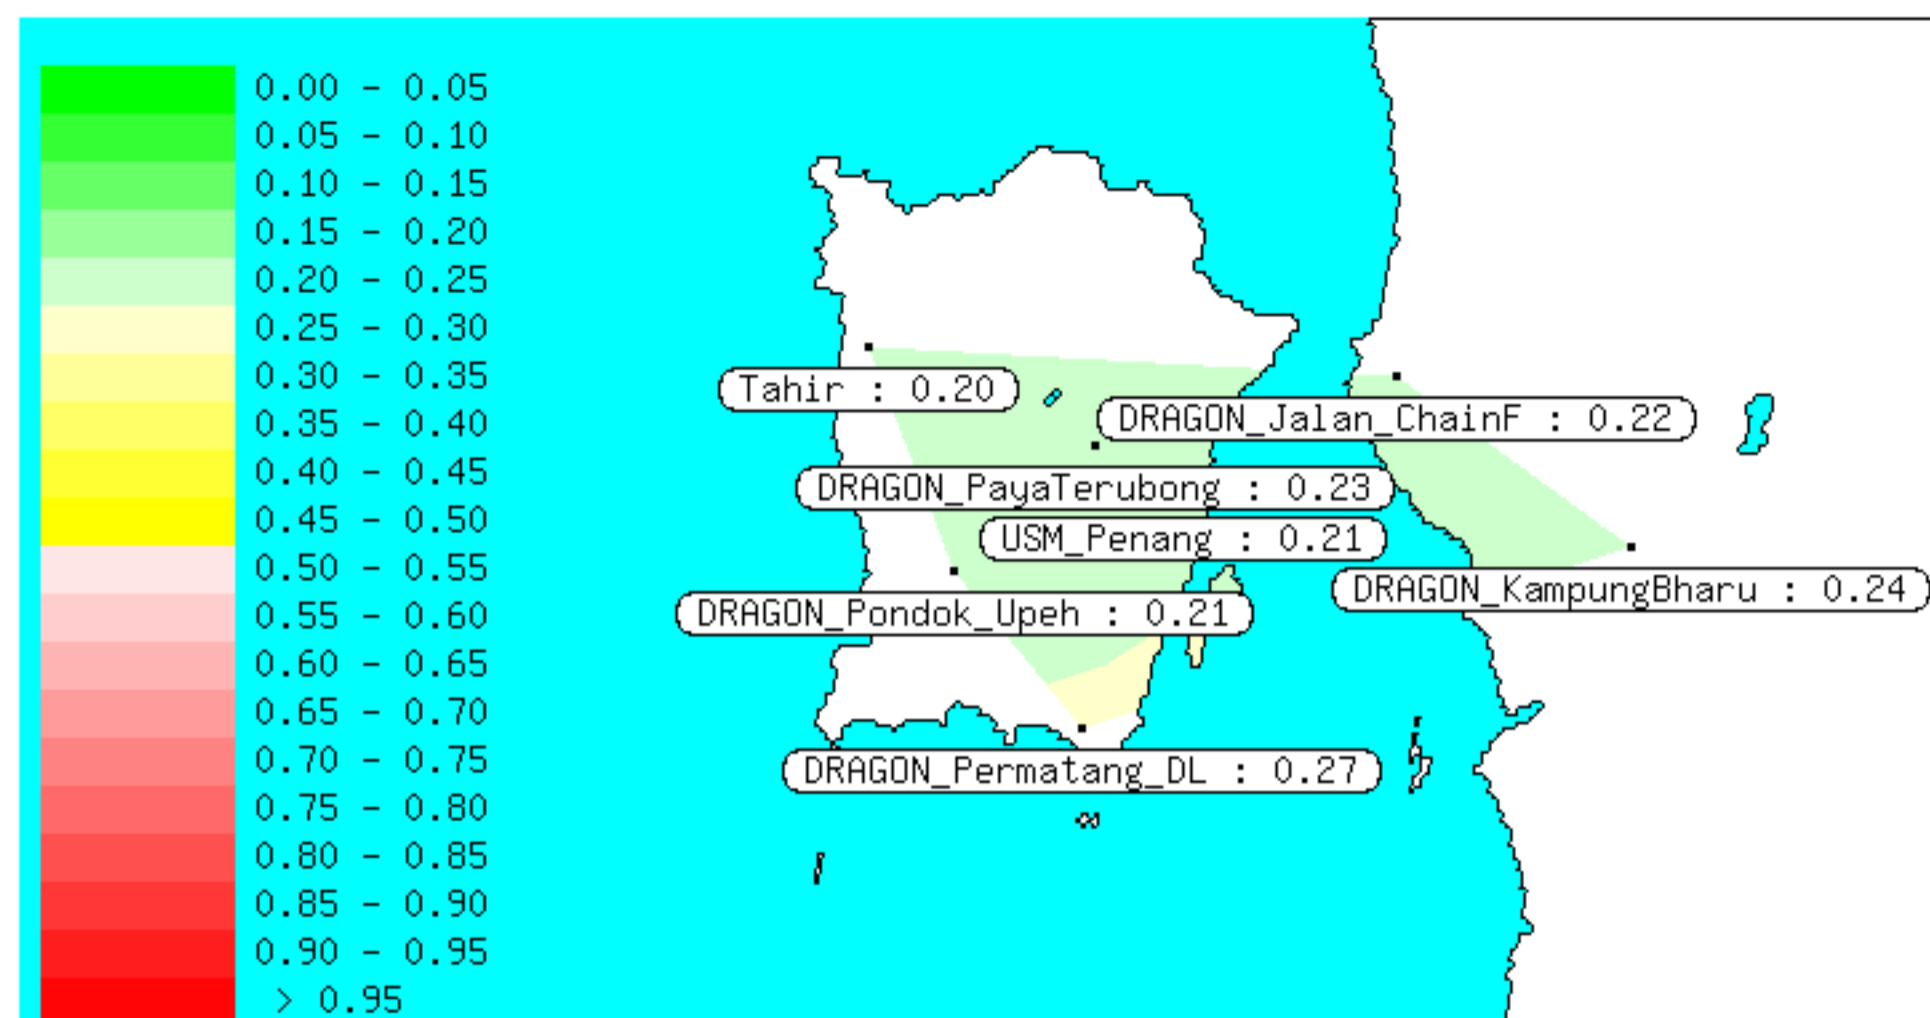 0.00 - 0.05
0.05 - 0.10
0.10 - 0.15
0.15 - 0.20
0.20 - 0.25
0.25 - 0.30
0.30 - 0.35
0.35 - 0.40
0.40 - 0.45
0.45 - 0.50
0.50 - 0.55
0.55 - 0.60
0.60 - 0.65
0.65 - 0.70
0.70 - 0.75
0.75 - 0.80
0.80 - 0.85
0.85 - 0.90
0.90 - 0.95
> 0.95
Tahir : 0.20
DRAGON_Jalan_ChainF : 0.22
DRAGON_PayaTerubong : 0.23
USM_Penang : 0.21
DRAGON_KampungBharu : 0.24
DRAGON_Pondok_Upeh : 0.21
DRAGON_Permatang_DL : 0.27